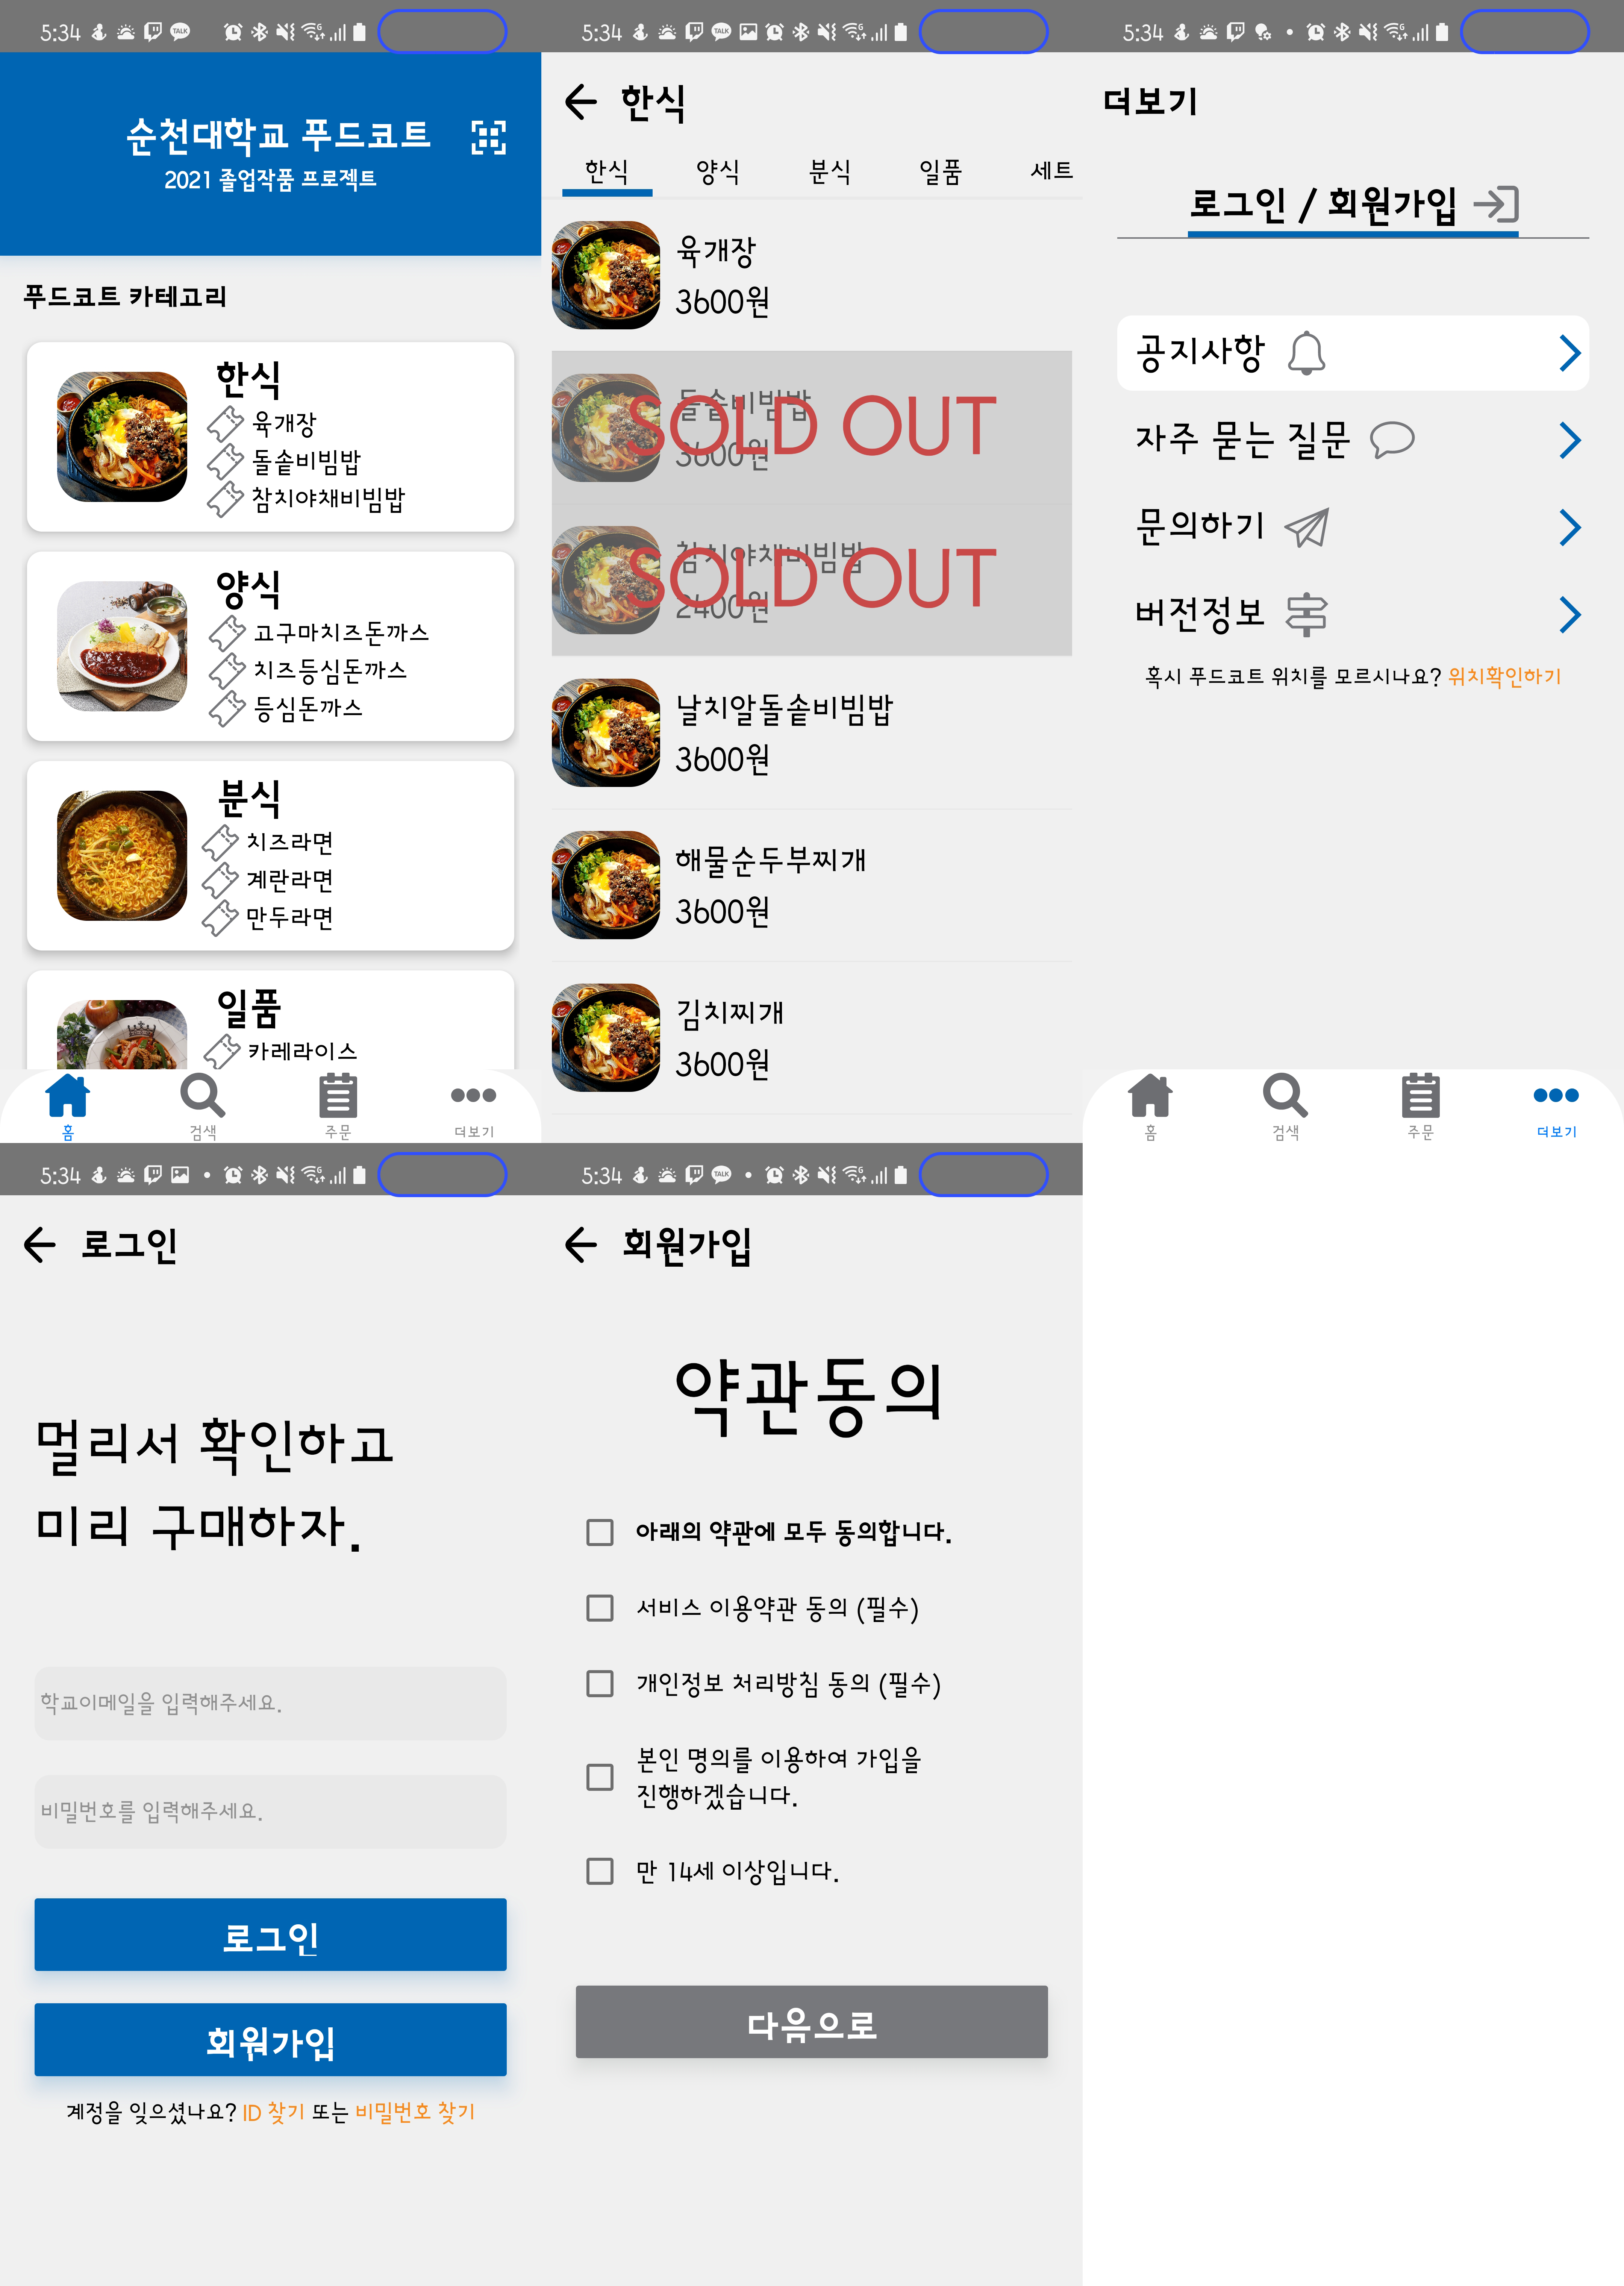 5:34
TALK
순천대학교 푸드코트
2021 졸업작품 프로젝트
푸드코트 카테고리
한식
육개장
돌솥비빔밥
참치야채비빔밥
양식
고구마치즈돈까스
치즈등심돈까스
등심돈까스
분식
치즈라면
계란라면
만두라면
일품
카레라이스
홈
검색
주문
더보기
5:34
TALK
한식
한식 양식 분식 일품 세트
육개장
3600원
돌솥비빔밥
SOLD OUT
3600원
참치야채비빔밥
SOLD OUT
2400원
날치알돌솥비빔밥
3600원
해물순두부찌개
3600원
김치찌개
3600원
5:34
더보기
로그인 / 회원가입
공지사항
자주 묻는 질문
문의하기
버전정보
혹시 푸드코트 위치를 모르시나요? 위치확인하기
홈
검색
주문
더보기
5:34
로그인
멀리서 확인하고
미리 구매하자.
학교이메일을 입력해주세요.
비밀번호를 입력해주세요.
로그인
회원가입
계정을 잊으셨나요? ID 찾기 또는 비밀번호 찾기
5:34
TALK
회원가입
약관동의
아래의 약관에 모두 동의합니다.
서비스 이용약관 동의 (필수)
개인정보 처리방침 동의 (필수)
본인 명의를 이용하여 가입을
진행하겠습니다.
만 14세 이상입니다.
다음으로